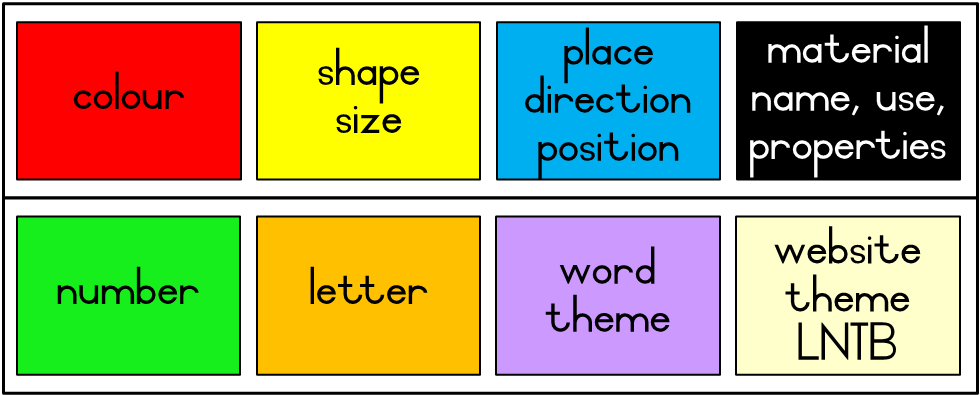 colour
shape
size
place
direction
position
material
name, use,
properties
number
letter
word
theme
website
theme
LNTB